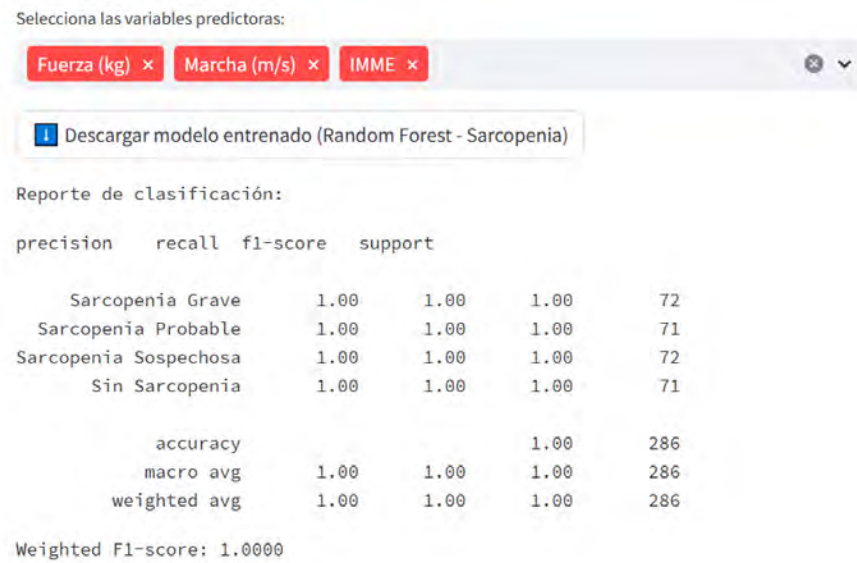 Selecciona las variables predictoras:
Fuerza (kg) × Marcha (m/s) × IMME ×
Descargar modelo entrenado (Random Forest - Sarcopenia)
Reporte de clasificación:
precision recall f1-score support
Sarcopenia Grave 1.00 1.00 1.00 72
Sarcopenia Probable 1.00 1.00 1.00 71
Sarcopenia Sospechosa 1.00 1.00 1.00 72
Sin Sarcopenia 1.00 1.00 1.00 71
accuracy 1.00 286
macro avg 1.00 1.00 1.00 286
weighted avg 1.00 1.00 1.00 286
Weighted F1-score: 1.0000